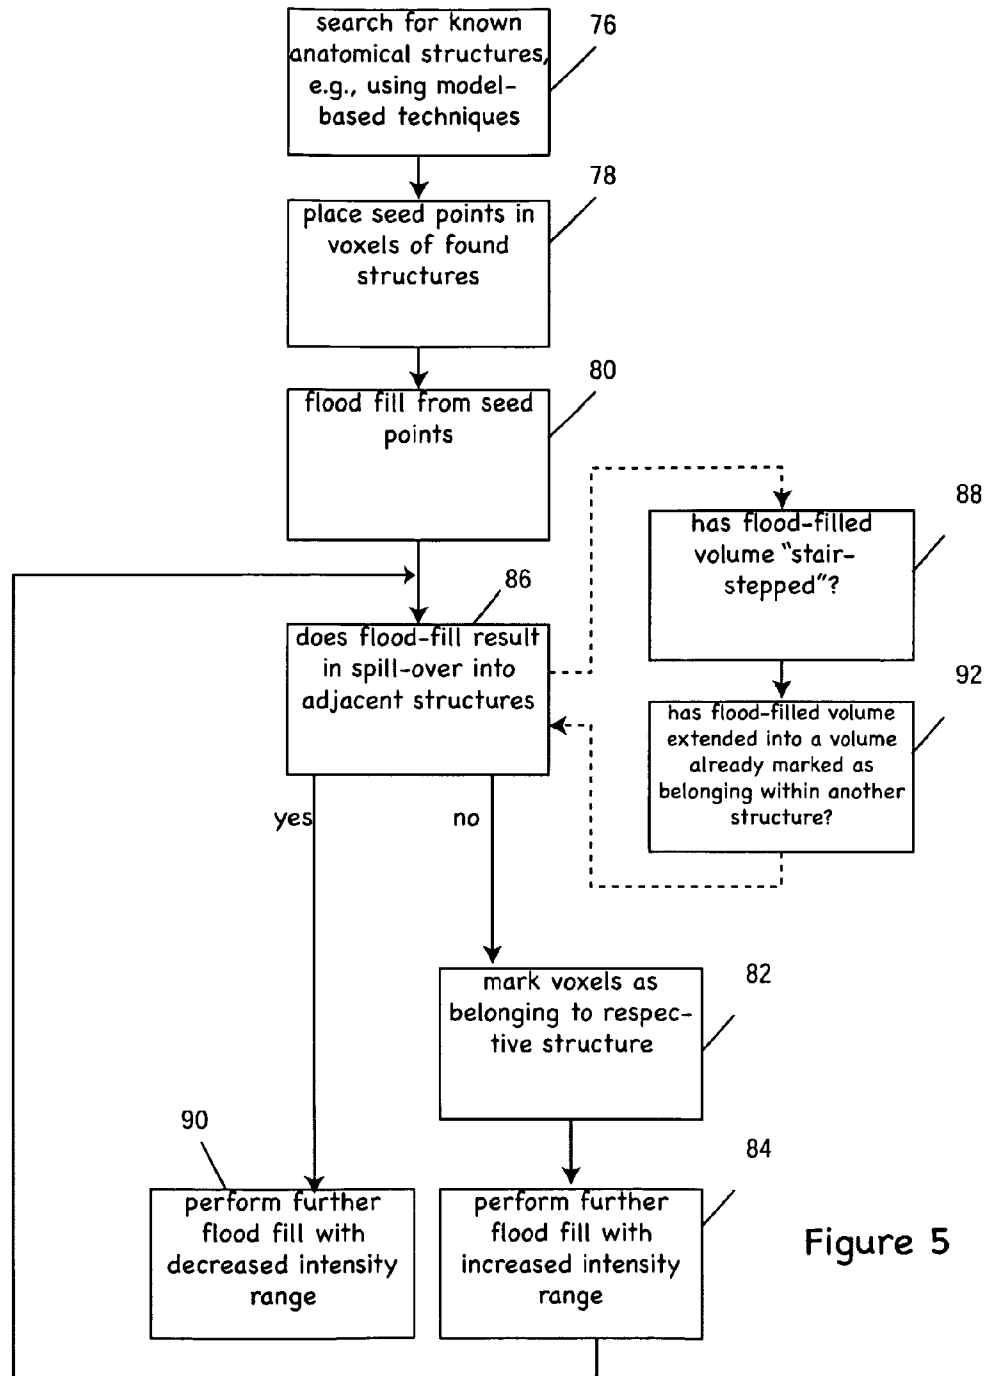 search for known
anatomical structures,
e.g., using model-
based techniques
76
place seed points in
voxels of found
structures
78
flood fill from seed
points
80
does flood-fill result
in spill-over into
adjacent structures
86
has flood-filled
volume "stair-
stepped"?
88
has flood-filled volume
extended into a volume
already marked as
belonging within another
structure?
92
yes
no
mark voxels as
belonging to respec-
tive structure
82
90
perform further
flood fill with
decreased intensity
range
perform further
flood fill with
increased intensity
range
84
Figure 5